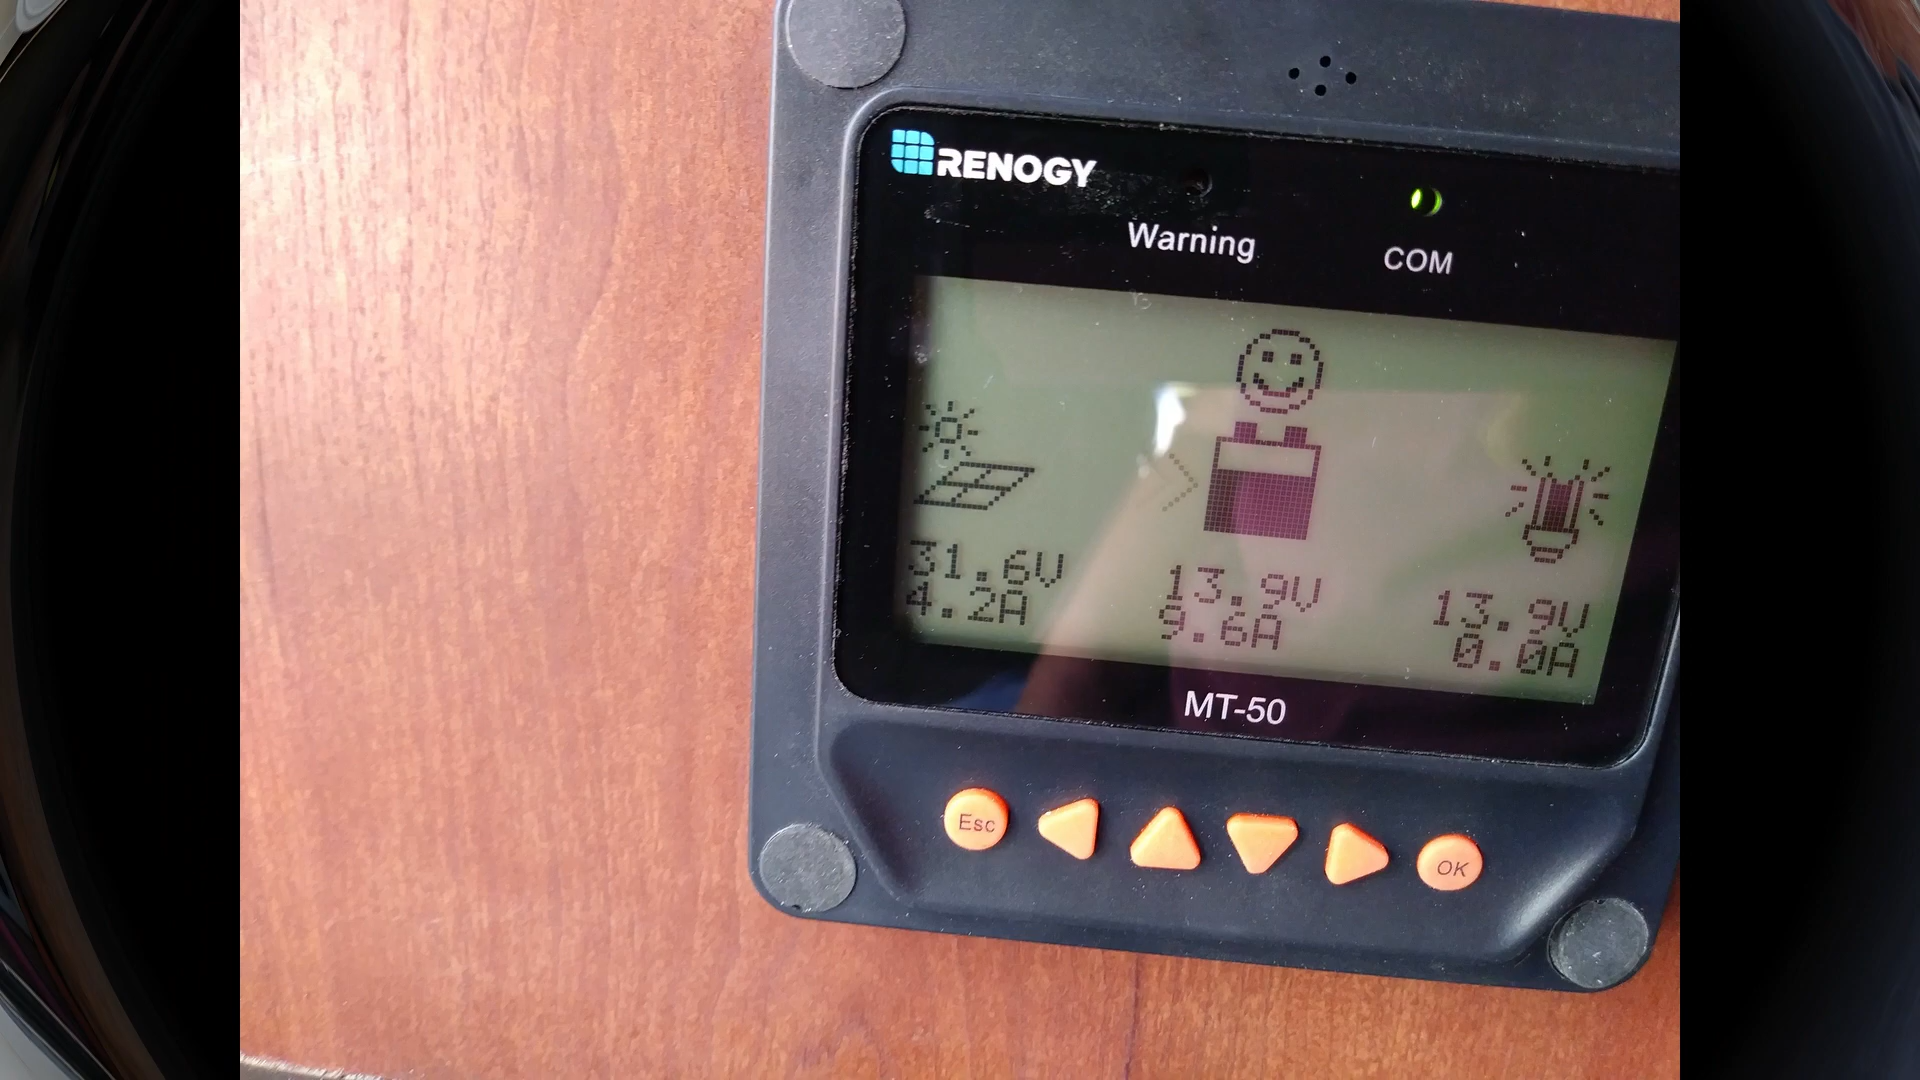 RENOGY
Warning
COM
31.6V
4.2A
13.9V
9.6A
13.9V
0.0A
MT-50
Esc
OK